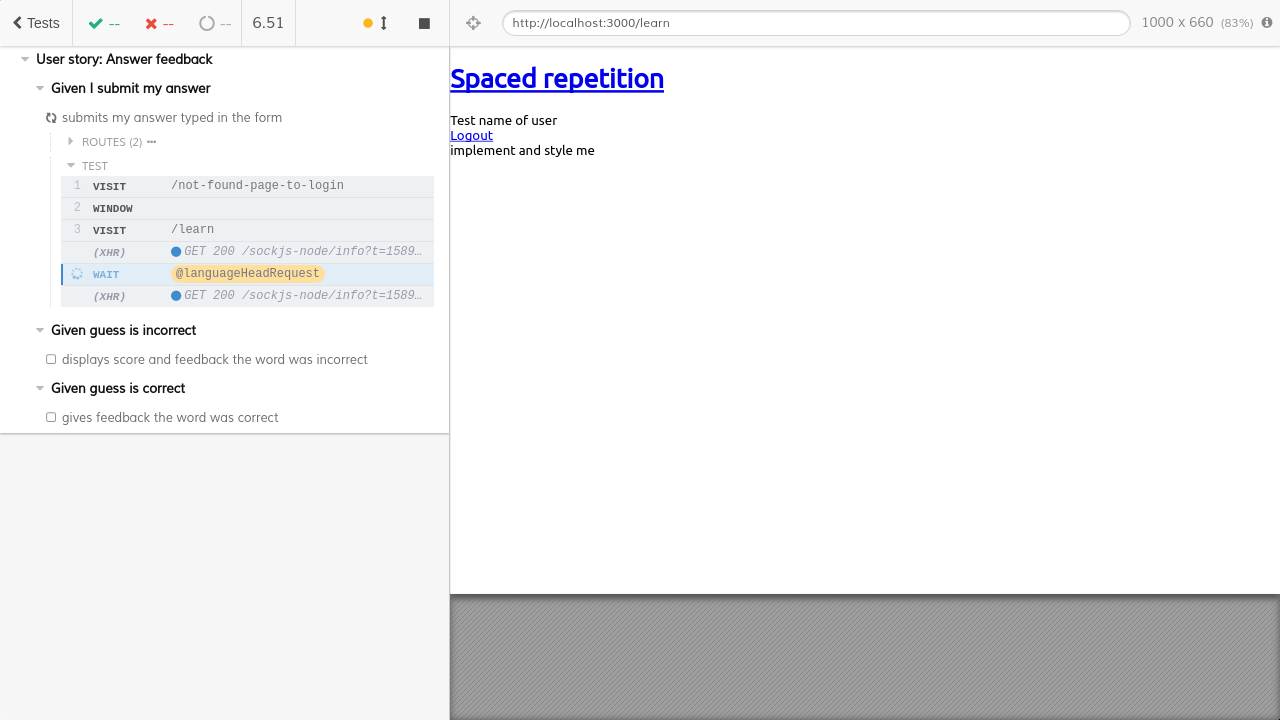 Tests -- -- -- 6.51
http://localhost:3000/learn 1000 x 660 (83%)
User story: Answer feedback
Given I submit my answer
submits my answer typed in the form
ROUTES (2)
TEST
1 VISIT /not-found-page-to-login
2 WINDOW
3 VISIT /learn
(XHR) GET 200 /sockjs-node/info?t=1589…
WAIT @languageHeadRequest
(XHR) GET 200 /sockjs-node/info?t=1589…
Given guess is incorrect
displays score and feedback the word was incorrect
Given guess is correct
gives feedback the word was correct
Spaced repetition
Test name of user
Logout
implement and style me